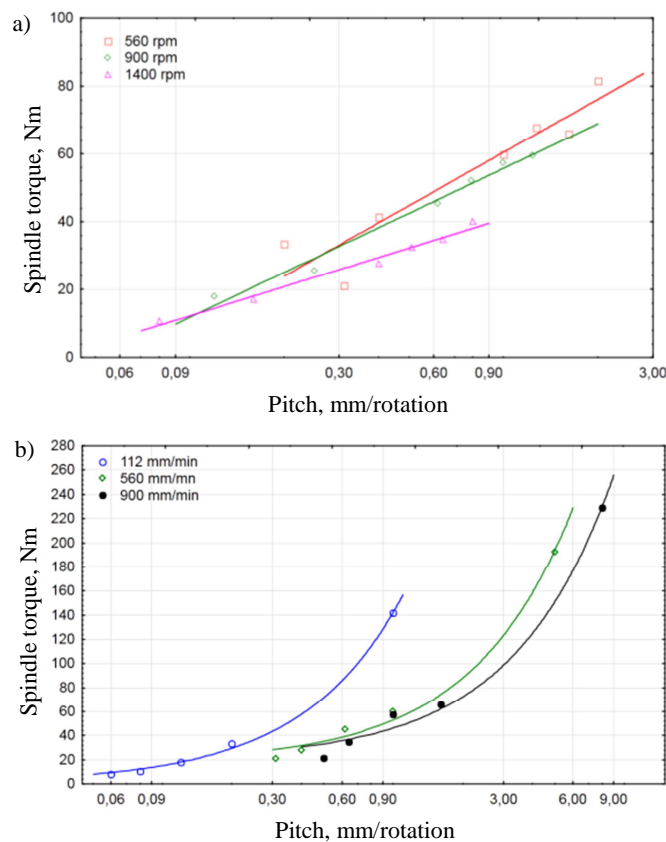 a)
100
80
60
40
20
0
560 rpm
900 rpm
1400 rpm
Spindle torque, Nm
0,06 0,09 0,30 0,60 0,90 3,00
Pitch, mm/rotation
b)
280
260
240
220
200
180
160
140
120
100
80
60
40
20
0
112 mm/min
560 mm/mn
900 mm/min
Spindle torque, Nm
0,06 0,09 0,30 0,60 0,90 3,00 6,00 9,00
Pitch, mm/rotation